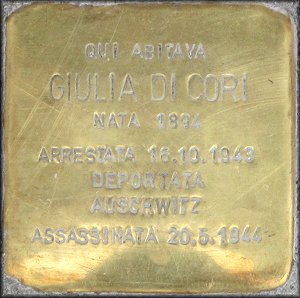 QUI ABITAVA
GIULIA DI CORI
NATA 1894
ARRESTATA 16.10.1943
DEPORTATA
AUSCHWITZ
ASSASSINATA 20.5.1944